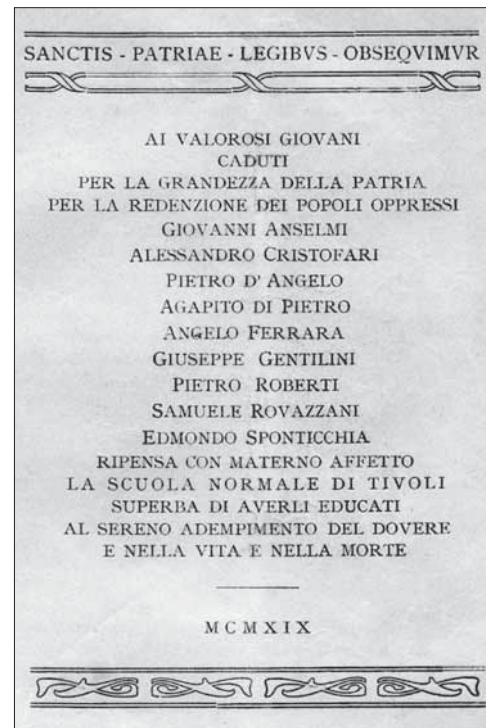 SANCTIS - PATRIAE - LEGIBVS - OBSEQVIMVR
AI VALOROSI GIOVANI
CADUTI
PER LA GRANDEZZA DELLA PATRIA
PER LA REDENZIONE DEI POPOLI OPPRESSI
GIOVANNI ANSELMI
ALESSANDRO CRISTOFARI
PIETRO D' ANGELO
AGAPITO DI PIETRO
ANGELO FERRARA
GIUSEPPE GENTILINI
PIETRO ROBERTI
SAMUELE ROVAZZANI
EDMONDO SPONTICCHIA
RIPENSA CON MATERNO AFFETTO
LA SCUOLA NORMALE DI TIVOLI
SUPERBA DI AVERLI EDUCATI
AL SERENO ADEMPIMENTO DEL DOVERE
E NELLA VITA E NELLA MORTE
MCMXIX